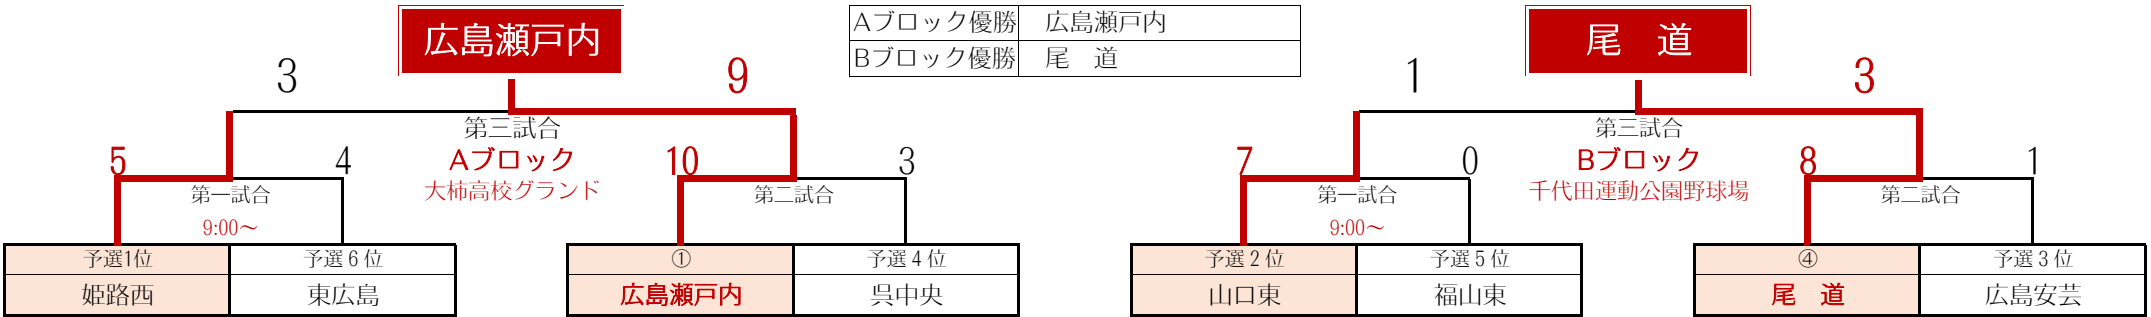 広島瀬戸内
Aブロック優勝 広島瀬戸内
Bブロック優勝 尾 道
尾 道
3 9
第三試合
Aブロック
大柿高校グランド
5 4
第一試合
9:00～
10 3
第二試合
予選1位 予選6位
姫路西 東広島
① 予選4位
広島瀬戸内 呉中央
1 3
第三試合
Bブロック
千代田運動公園野球場
7 0
第一試合
9:00～
8 1
第二試合
予選2位 予選5位
山口東 福山東
④ 予選3位
尾 道 広島安芸